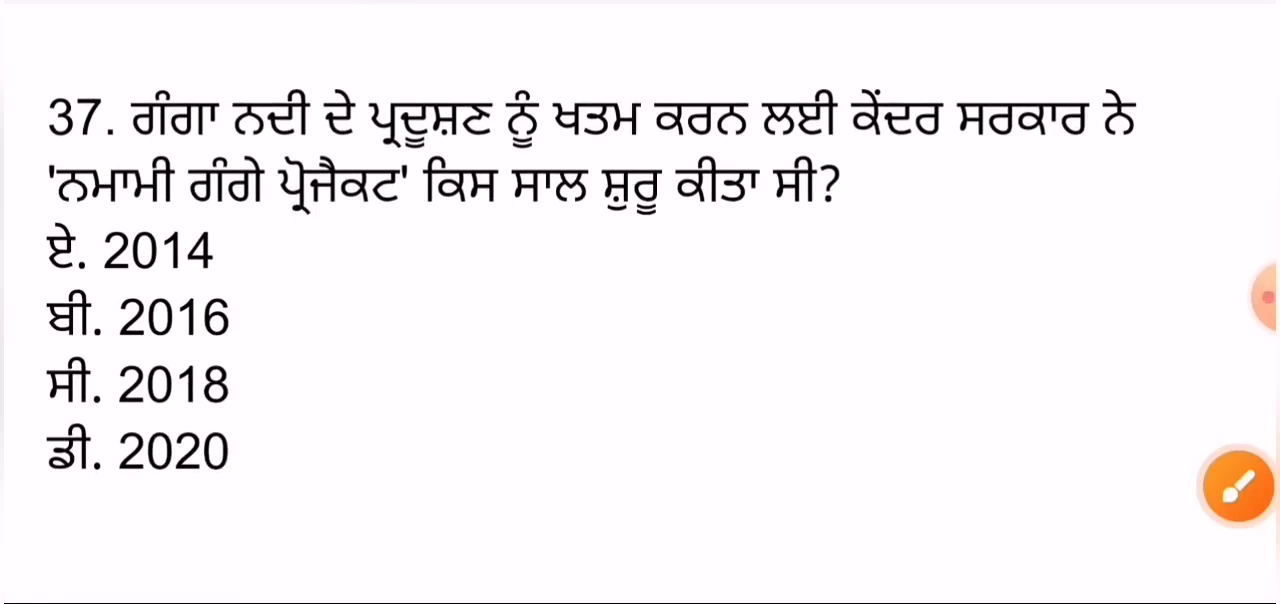 37. ਗੰਗਾ ਨਦੀ ਦੇ ਪ੍ਰਦੂਸ਼ਣ ਨੂੰ ਖਤਮ ਕਰਨ ਲਈ ਕੇਂਦਰ ਸਰਕਾਰ ਨੇ
'ਨਮਾਮੀ ਗੰਗੇ ਪ੍ਰੋਜੈਕਟ' ਕਿਸ ਸਾਲ ਸ਼ੁਰੂ ਕੀਤਾ ਸੀ?
ਏ. 2014
ਬੀ. 2016
ਸੀ. 2018
ਡੀ. 2020